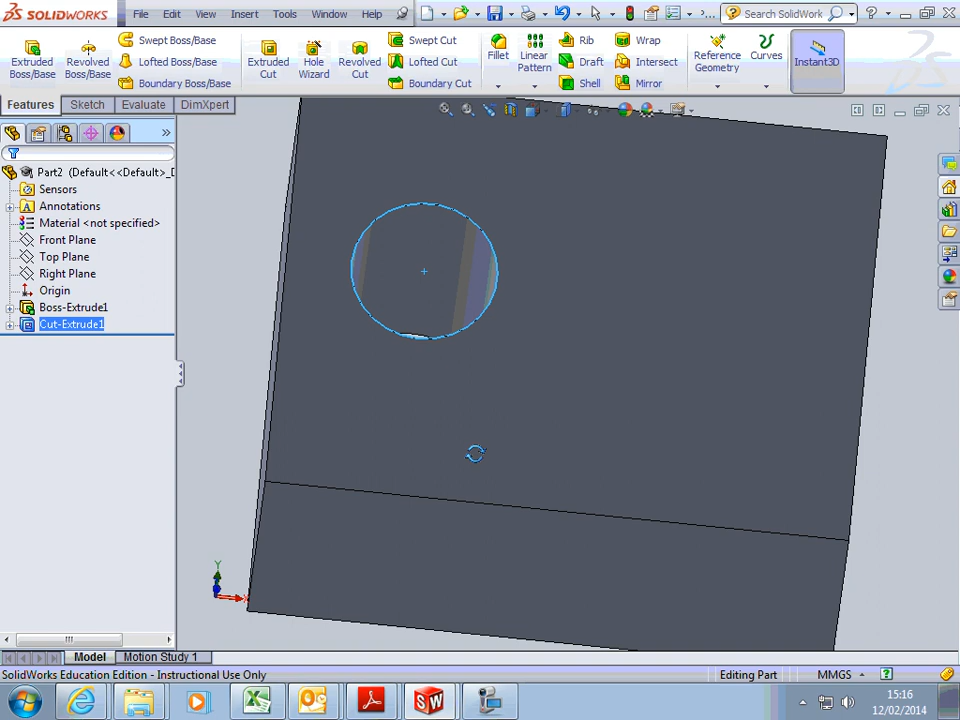 SOLIDWORKS File Edit View Insert Tools Window Help ... Search SolidWork
Extruded Boss/Base
Revolved Boss/Base
Swept Boss/Base
Lofted Boss/Base
Boundary Boss/Base
Extruded Cut
Hole Wizard
Revolved Cut
Swept Cut
Lofted Cut
Boundary Cut
Fillet
Linear Pattern
Rib
Draft
Shell
Wrap
Intersect
Mirror
Reference Geometry
Curves
Instant3D
Features Sketch Evaluate DimXpert
Part2 (Default<<Default>_D
Sensors
Annotations
Material <not specified>
Front Plane
Top Plane
Right Plane
Origin
Boss-Extrude1
Cut-Extrude1
Y
X
Model Motion Study 1
SolidWorks Education Edition - Instructional Use Only Editing Part MMGS
15:16
12/02/2014